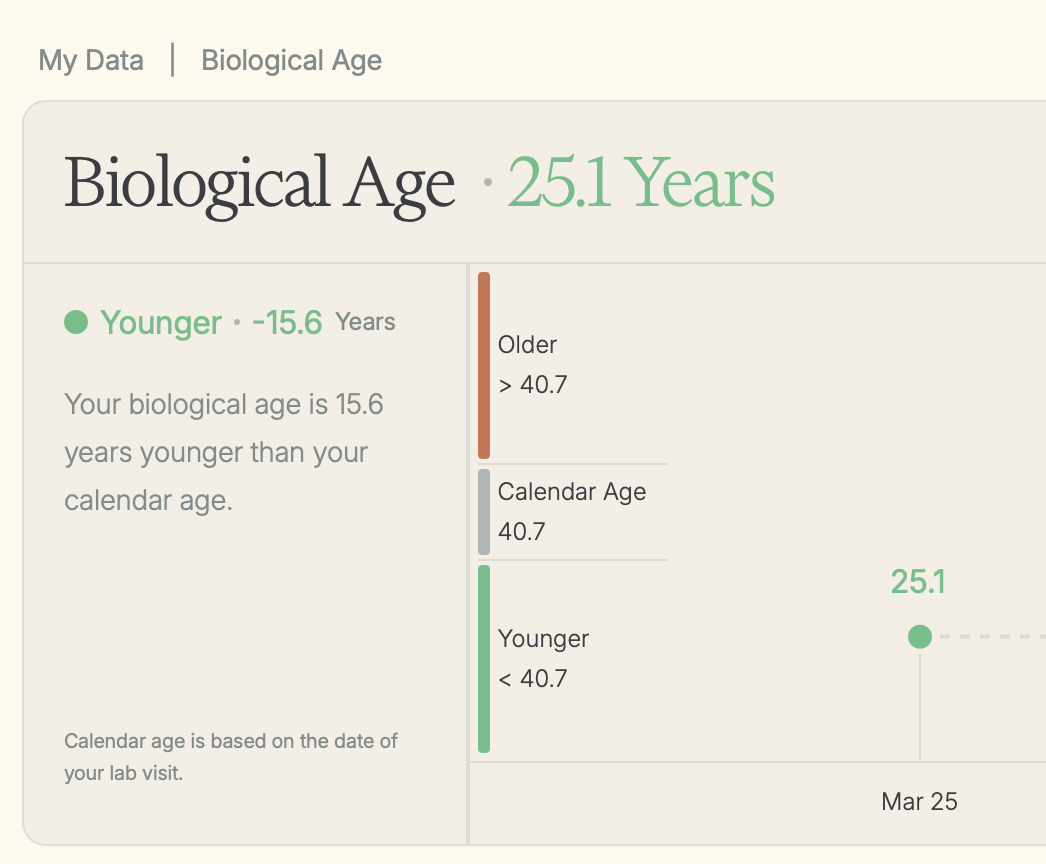 My Data | Biological Age
Biological Age · 25.1 Years
Younger · -15.6 Years
Your biological age is 15.6
years younger than your
calendar age.
Calendar age is based on the date of
your lab visit.
Older
> 40.7
Calendar Age
40.7
Younger
< 40.7
25.1
Mar 25